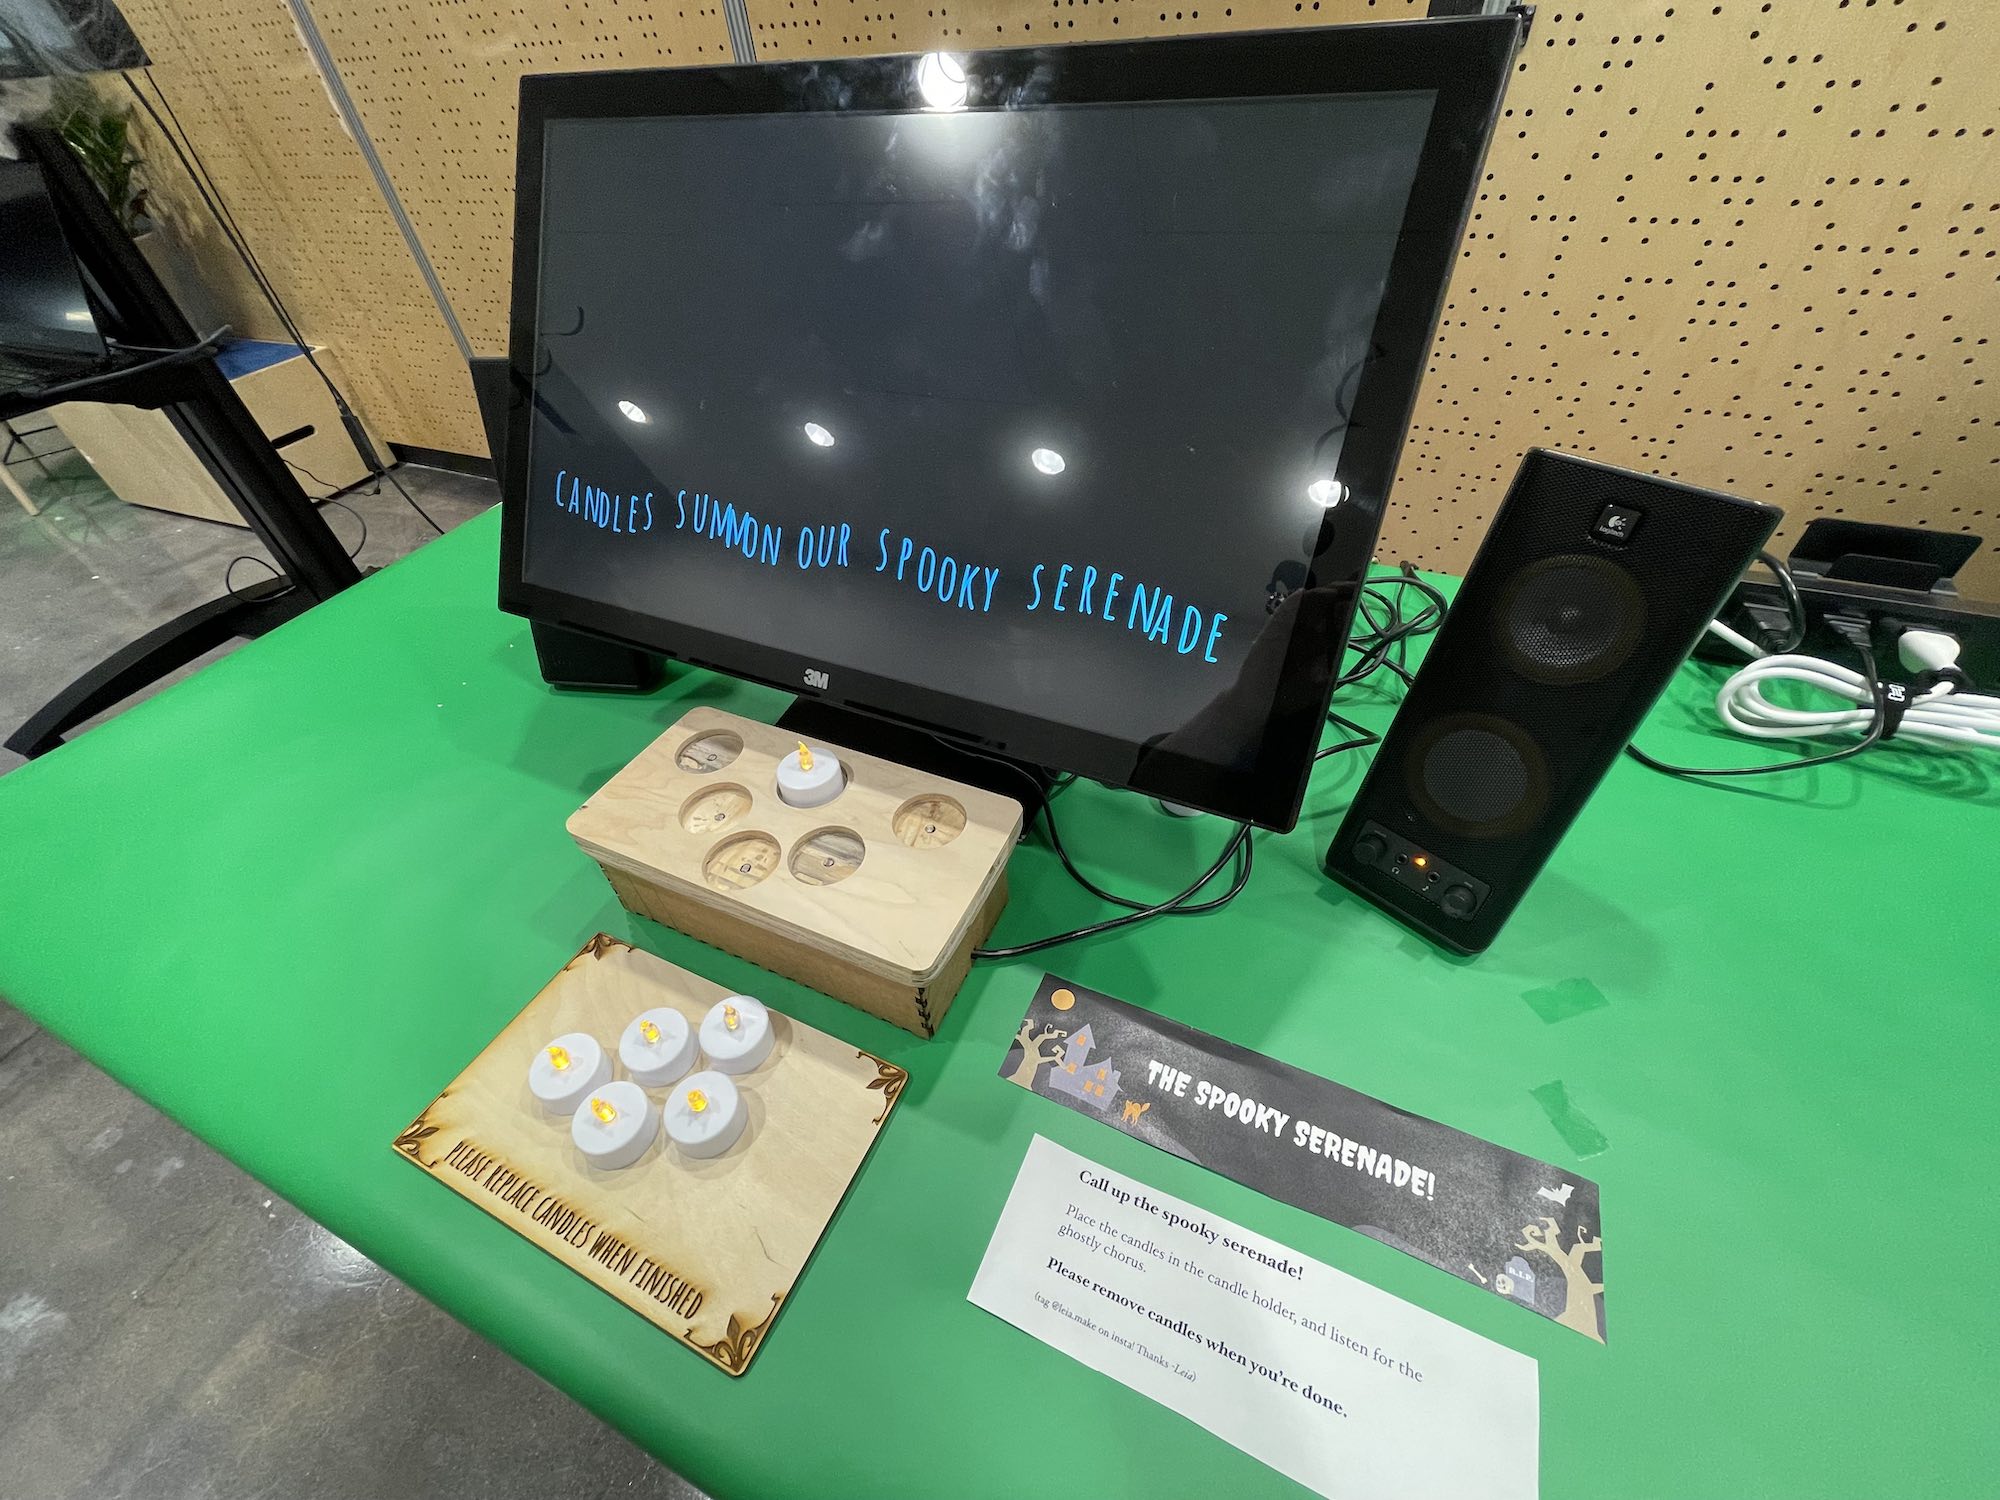 CANDLES SUMMON OUR SPOOKY SERENADE
3M
Logitech
PLEASE REPLACE CANDLES WHEN FINISHED
THE SPOOKY SERENADE!
R.I.P.
Call up the spooky serenade!
Place the candles in the candle holder, and listen for the
ghostly chorus.
Please remove candles when you're done.
(tag @leia.make on insta! Thanks -Leia)